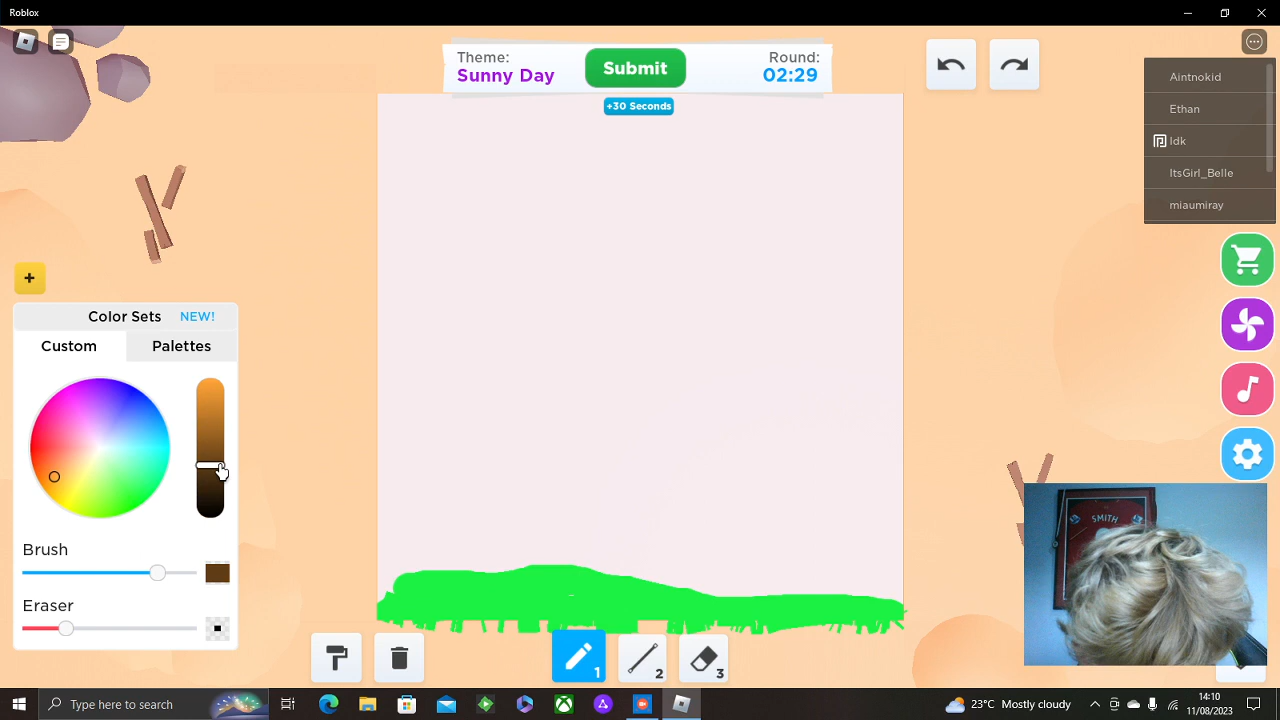 Roblox
Theme:
Sunny Day
Submit
Round:
02:29
+30 Seconds
Aintnokid
Ethan
Idk
ItsGirl_Belle
miaumiray
+
Color Sets NEW!
Custom Palettes
Brush
Eraser
1
2
3
SMITH
Type here to search
23°C Mostly cloudy
14:10
11/08/2023